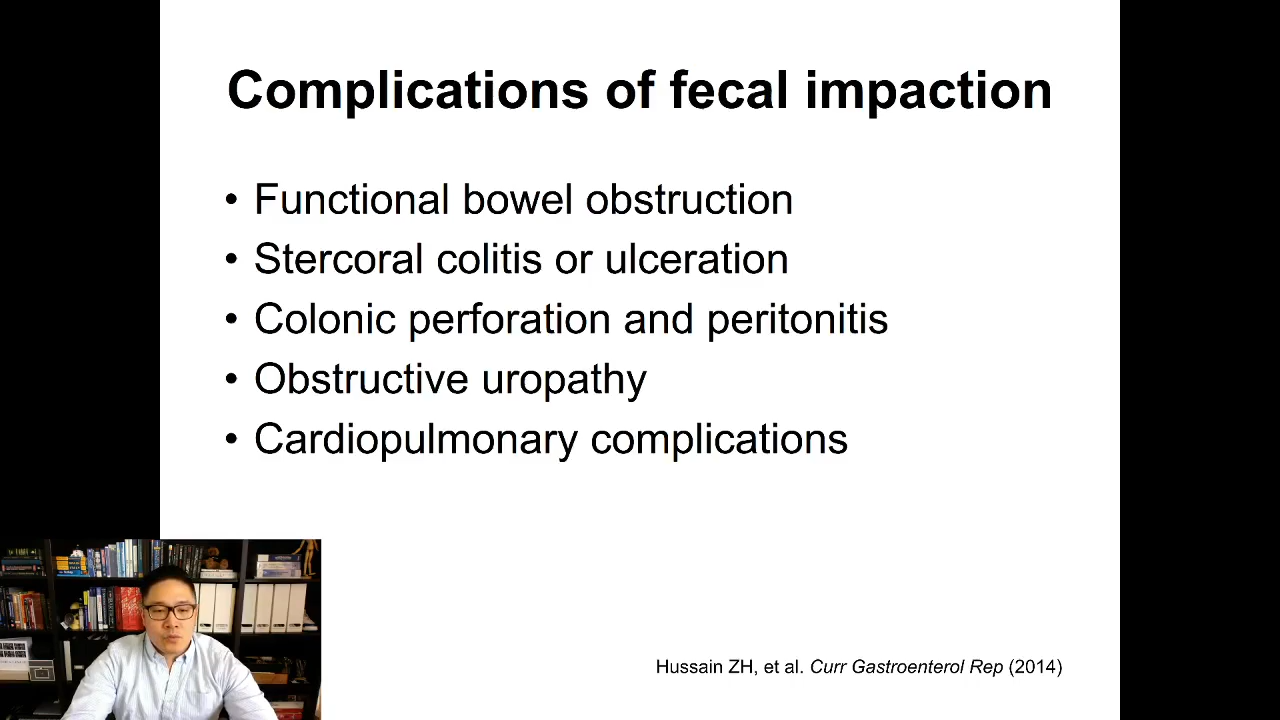 Complications of fecal impaction
• Functional bowel obstruction
• Stercoral colitis or ulceration
• Colonic perforation and peritonitis
• Obstructive uropathy
• Cardiopulmonary complications
Hussain ZH, et al. Curr Gastroenterol Rep (2014)